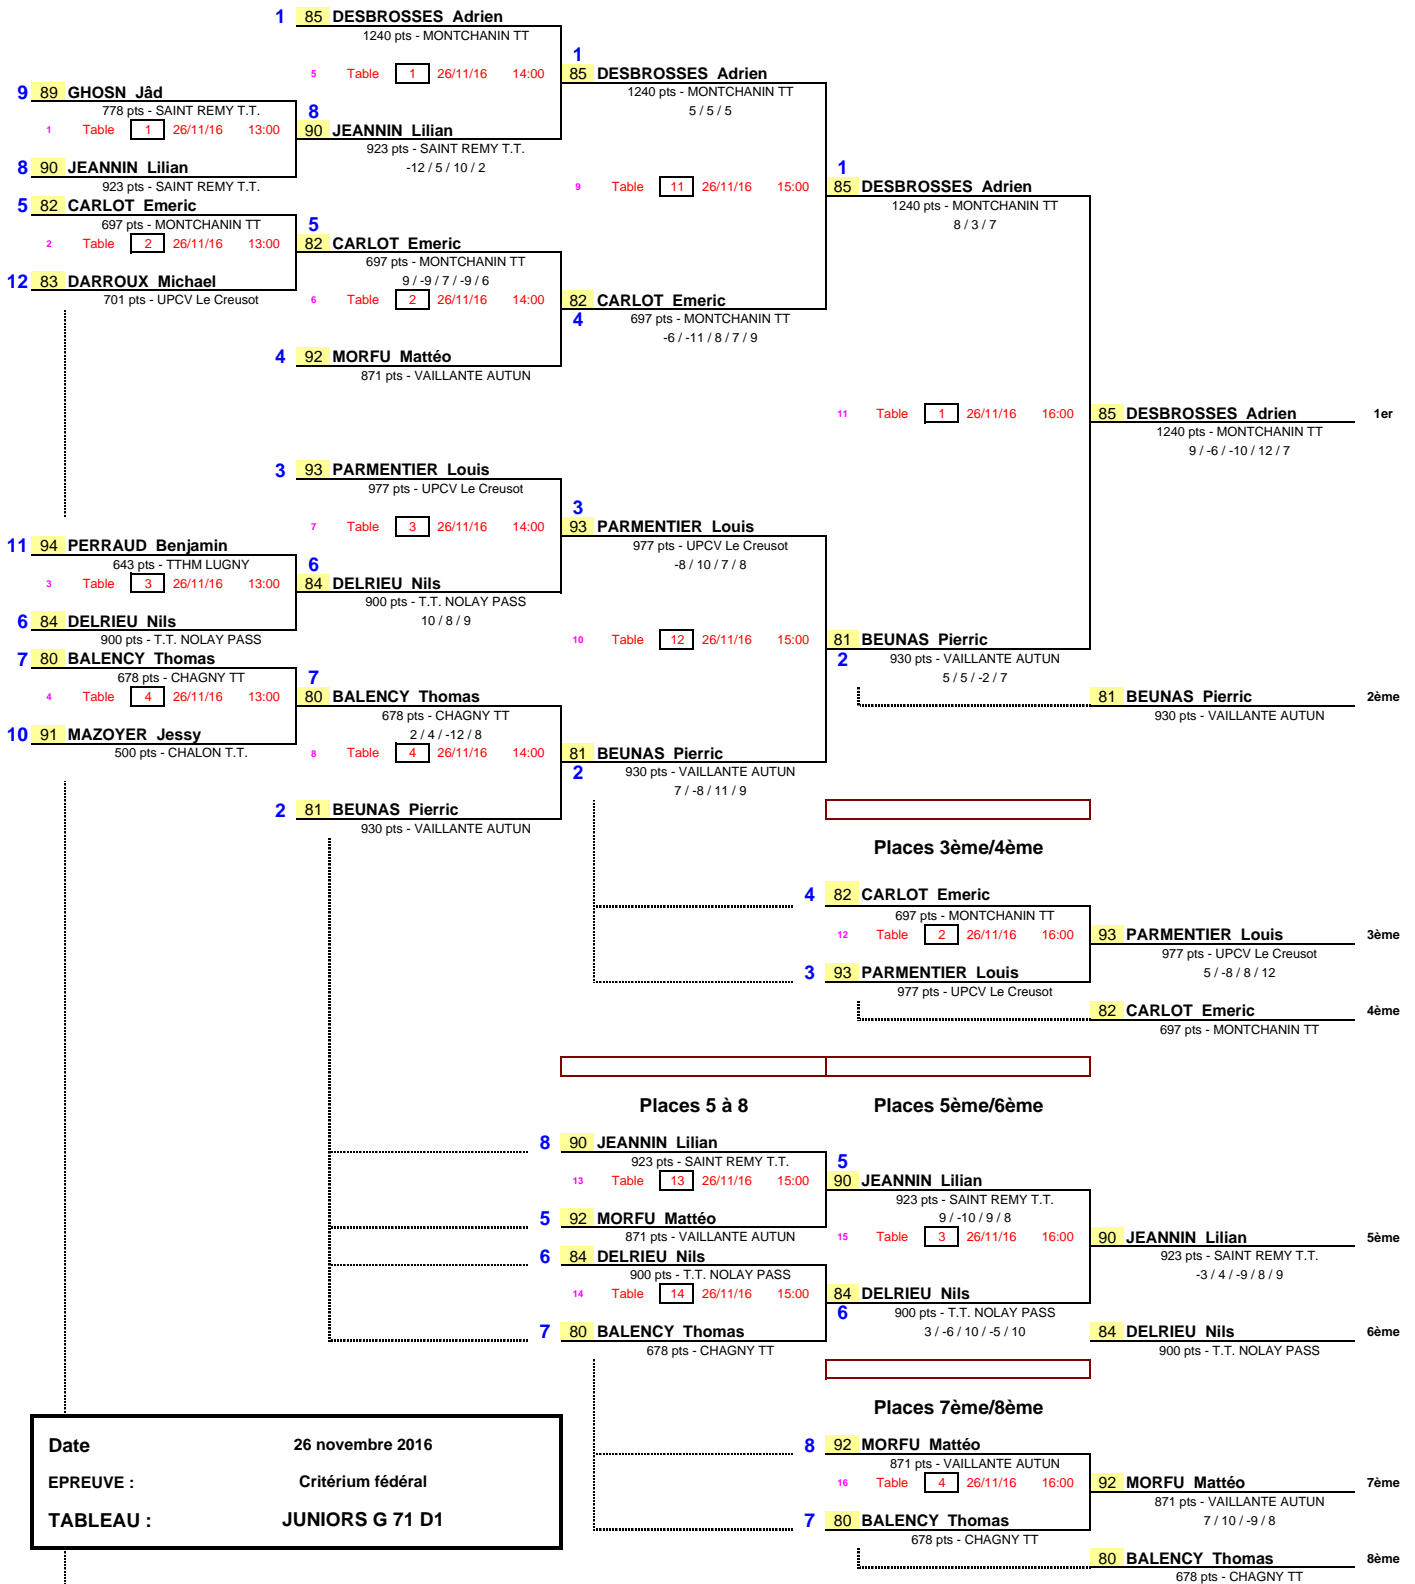 1 85 DESBROSSES Adrien
1240 pts - MONTCHANIN TT
1
5 Table 1 26/11/16 14:00 85 DESBROSSES Adrien
9 89 GHOSN Jâd 1240 pts - MONTCHANIN TT
778 pts - SAINT REMY T.T. 8 5 / 5 / 5
1 Table 1 26/11/16 13:00 90 JEANNIN Lilian
923 pts - SAINT REMY T.T.
8 90 JEANNIN Lilian -12 / 5 / 10 / 2 1
923 pts - SAINT REMY T.T. 9 Table 11 26/11/16 15:00 85 DESBROSSES Adrien
5 82 CARLOT Emeric 1240 pts - MONTCHANIN TT
697 pts - MONTCHANIN TT 5 8 / 3 / 7
2 Table 2 26/11/16 13:00 82 CARLOT Emeric
697 pts - MONTCHANIN TT
12 83 DARROUX Michael 9 / -9 / 7 / -9 / 6
701 pts - UPCV Le Creusot 6 Table 2 26/11/16 14:00 82 CARLOT Emeric
4 697 pts - MONTCHANIN TT
-6 / -11 / 8 / 7 / 9
4 92 MORFU Mattéo
871 pts - VAILLANTE AUTUN
11 Table 1 26/11/16 16:00 85 DESBROSSES Adrien 1er
1240 pts - MONTCHANIN TT
9 / -6 / -10 / 12 / 7
3 93 PARMENTIER Louis
977 pts - UPCV Le Creusot
3
7 Table 3 26/11/16 14:00 93 PARMENTIER Louis
11 94 PERRAUD Benjamin 977 pts - UPCV Le Creusot
643 pts - TTHM LUGNY 6 -8 / 10 / 7 / 8
3 Table 3 26/11/16 13:00 84 DELRIEU Nils
900 pts - T.T. NOLAY PASS
6 84 DELRIEU Nils 10 / 8 / 9
900 pts - T.T. NOLAY PASS 10 Table 12 26/11/16 15:00 81 BEUNAS Pierric
7 80 BALENCY Thomas 2 930 pts - VAILLANTE AUTUN
678 pts - CHAGNY TT 7 5 / 5 / -2 / 7
4 Table 4 26/11/16 13:00 80 BALENCY Thomas 81 BEUNAS Pierric 2ème
678 pts - CHAGNY TT 930 pts - VAILLANTE AUTUN
10 91 MAZOYER Jessy 2 / 4 / -12 / 8
500 pts - CHALON T.T. 8 Table 4 26/11/16 14:00 81 BEUNAS Pierric
2 930 pts - VAILLANTE AUTUN
7 / -8 / 11 / 9
2 81 BEUNAS Pierric
930 pts - VAILLANTE AUTUN
Places 3ème/4ème
4 82 CARLOT Emeric
697 pts - MONTCHANIN TT
12 Table 2 26/11/16 16:00 93 PARMENTIER Louis 3ème
977 pts - UPCV Le Creusot
3 93 PARMENTIER Louis 5 / -8 / 8 / 12
977 pts - UPCV Le Creusot
82 CARLOT Emeric 4ème
697 pts - MONTCHANIN TT
Places 5 à 8 Places 5ème/6ème
8 90 JEANNIN Lilian
923 pts - SAINT REMY T.T. 5
13 Table 13 26/11/16 15:00 90 JEANNIN Lilian
923 pts - SAINT REMY T.T.
5 92 MORFU Mattéo 9 / -10 / 9 / 8
871 pts - VAILLANTE AUTUN 15 Table 3 26/11/16 16:00 90 JEANNIN Lilian 5ème
6 84 DELRIEU Nils 923 pts - SAINT REMY T.T.
900 pts - T.T. NOLAY PASS -3 / 4 / -9 / 8 / 9
14 Table 14 26/11/16 15:00 84 DELRIEU Nils
6 900 pts - T.T. NOLAY PASS
7 80 BALENCY Thomas 3 / -6 / 10 / -5 / 10 84 DELRIEU Nils 6ème
678 pts - CHAGNY TT 900 pts - T.T. NOLAY PASS
Places 7ème/8ème
Date 26 novembre 2016 8 92 MORFU Mattéo
871 pts - VAILLANTE AUTUN
EPREUVE : Critérium fédéral 16 Table 4 26/11/16 16:00 92 MORFU Mattéo 7ème
871 pts - VAILLANTE AUTUN
TABLEAU : JUNIORS G 71 D1 7 80 BALENCY Thomas 7 / 10 / -9 / 8
678 pts - CHAGNY TT
80 BALENCY Thomas 8ème
678 pts - CHAGNY TT